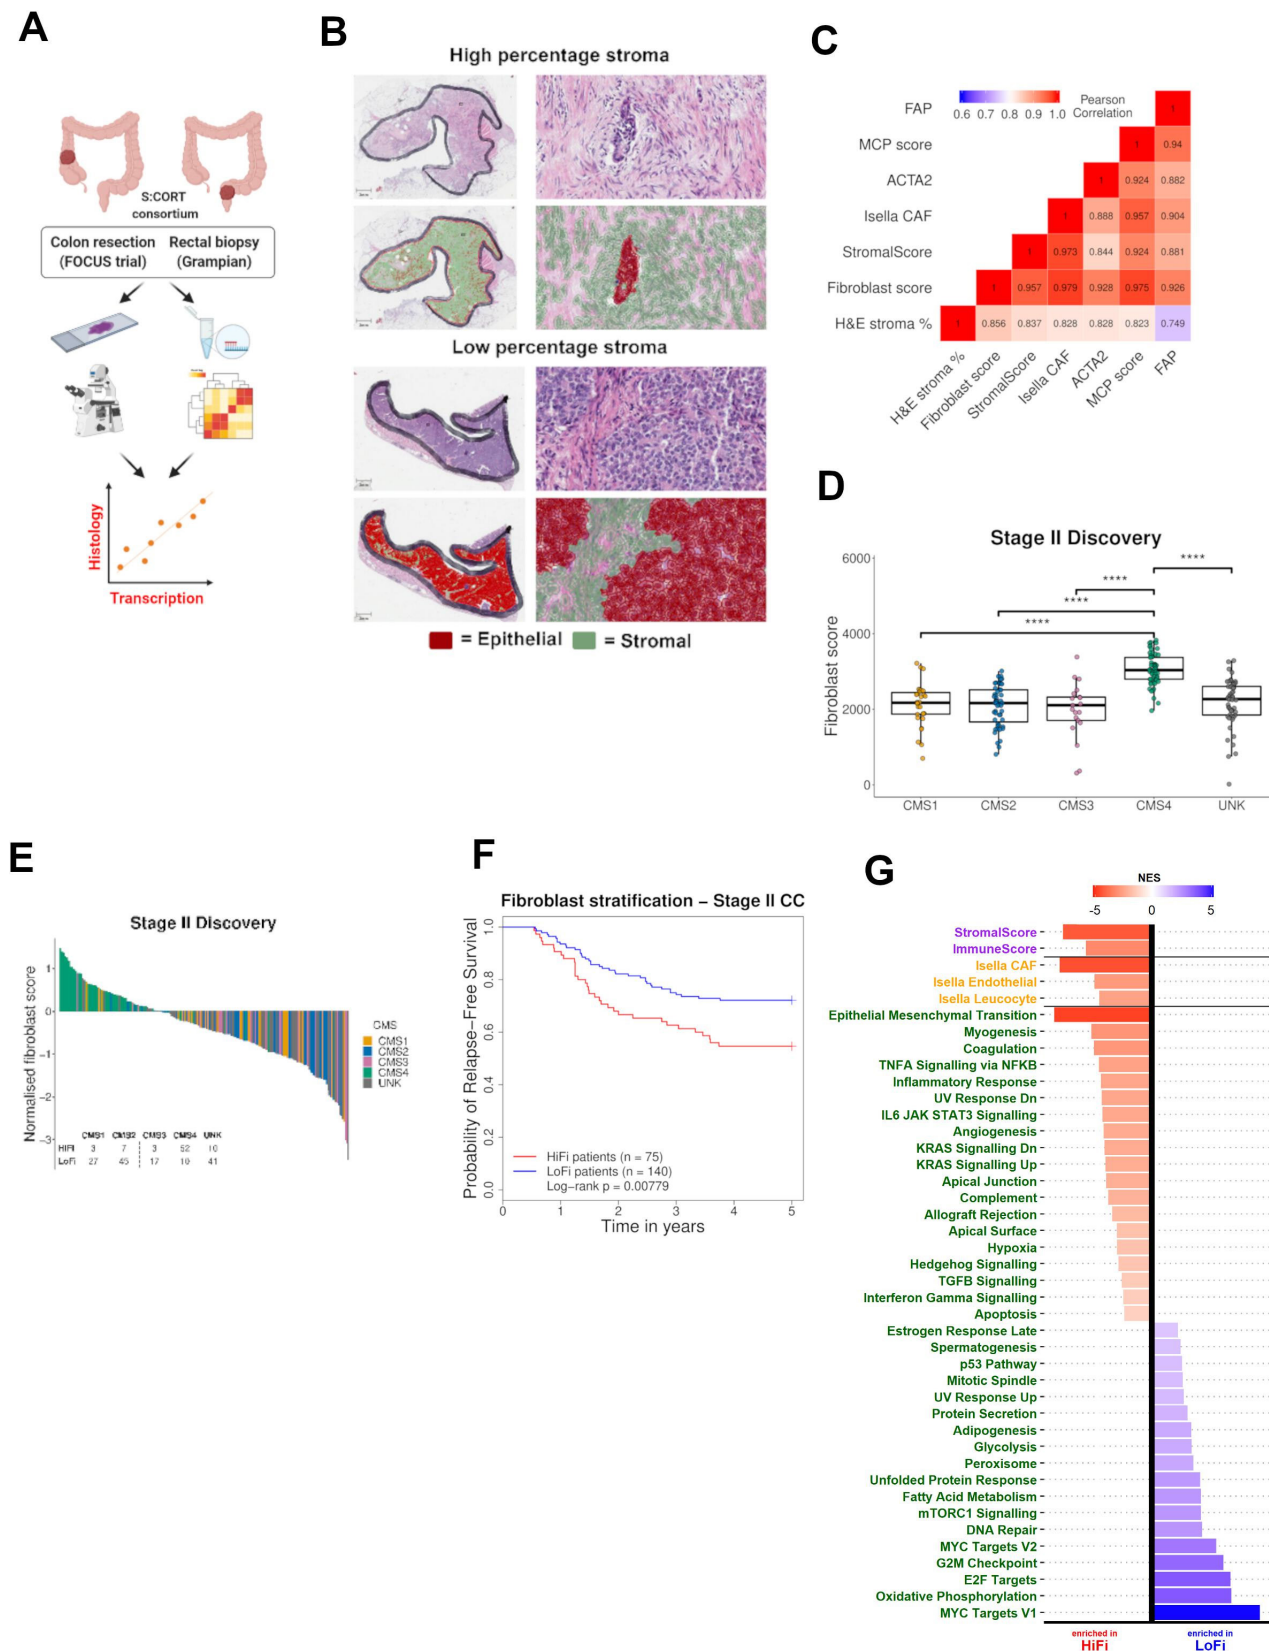 A
S:CORT
consortium
Colon resection
(FOCUS trial)
Rectal biopsy
(Grampian)
Histology
Transcription
B
High percentage stroma
Low percentage stroma
= Epithelial
= Stromal
C
0.6 0.7 0.8 0.9 1.0
Pearson
Correlation
FAP 1
MCP score 1 0.94
ACTA2 1 0.924 0.882
Isella CAF 1 0.888 0.957 0.904
StromalScore 1 0.973 0.844 0.924 0.881
Fibroblast score 1 0.957 0.979 0.928 0.975 0.926
H&E stroma % 1 0.856 0.837 0.828 0.828 0.823 0.749
H&E stroma %
Fibroblast score
StromalScore
Isella CAF
ACTA2
MCP score
FAP
D
Stage II Discovery
Fibroblast score
6000
4000
2000
0
****
****
****
****
CMS1 CMS2 CMS3 CMS4 UNK
E
Stage II Discovery
Normalised fibroblast score
1
0
−1
−2
−3
CMS
CMS1
CMS2
CMS3
CMS4
UNK
CMS1 CMS2 CMS3 CMS4 UNK
HiFi 3 7 3 52 10
LoFi 27 45 17 10 41
F
Fibroblast stratification − Stage II CC
Probability of Relapse−Free Survival
1.0
0.8
0.6
0.4
0.2
0.0
HiFi patients (n = 75)
LoFi patients (n = 140)
Log−rank p = 0.00779
0 1 2 3 4 5
Time in years
G
NES
-5 0 5
StromalScore
ImmuneScore
Isella CAF
Isella Endothelial
Isella Leucocyte
Epithelial Mesenchymal Transition
Myogenesis
Coagulation
TNFA Signalling via NFKB
Inflammatory Response
UV Response Dn
IL6 JAK STAT3 Signalling
Angiogenesis
KRAS Signalling Dn
KRAS Signalling Up
Apical Junction
Complement
Allograft Rejection
Apical Surface
Hypoxia
Hedgehog Signalling
TGFB Signalling
Interferon Gamma Signalling
Apoptosis
Estrogen Response Late
Spermatogenesis
p53 Pathway
Mitotic Spindle
UV Response Up
Protein Secretion
Adipogenesis
Glycolysis
Peroxisome
Unfolded Protein Response
Fatty Acid Metabolism
mTORC1 Signalling
DNA Repair
MYC Targets V2
G2M Checkpoint
E2F Targets
Oxidative Phosphorylation
MYC Targets V1
enriched in
HiFi
enriched in
LoFi